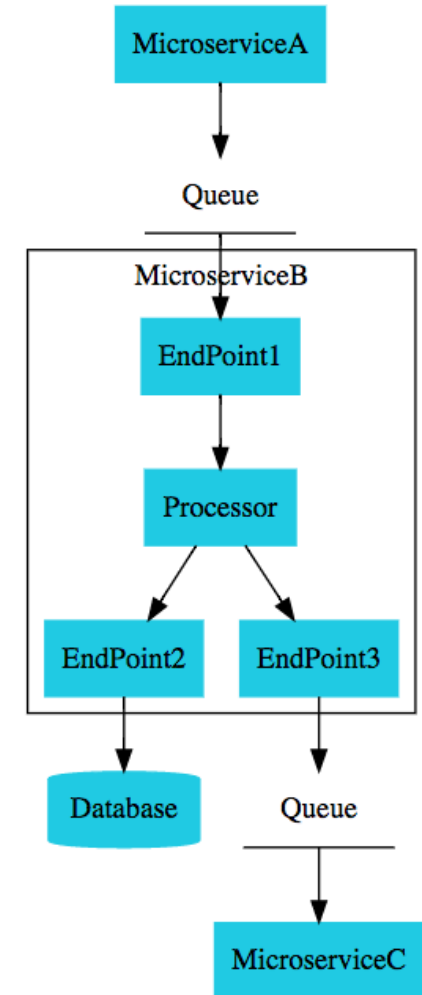 MicroserviceA
Queue
MicroserviceB
EndPoint1
Processor
EndPoint2
EndPoint3
Database
Queue
MicroserviceC